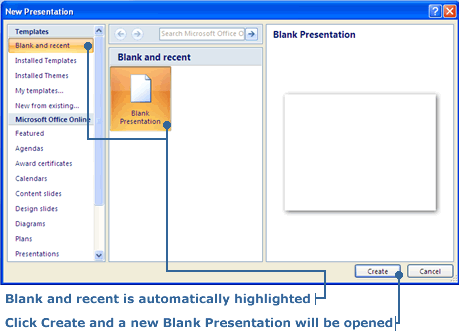 New Presentation
Templates
Blank and recent
Installed Templates
Installed Themes
My templates...
New from existing...
Microsoft Office Online
Featured
Agendas
Award certificates
Calendars
Content slides
Design slides
Diagrams
Plans
Presentations
Search Microsoft Office O
Blank and recent
Blank
Presentation
Blank Presentation
Create
Cancel
Blank and recent is automatically highlighted
Click Create and a new Blank Presentation will be opened